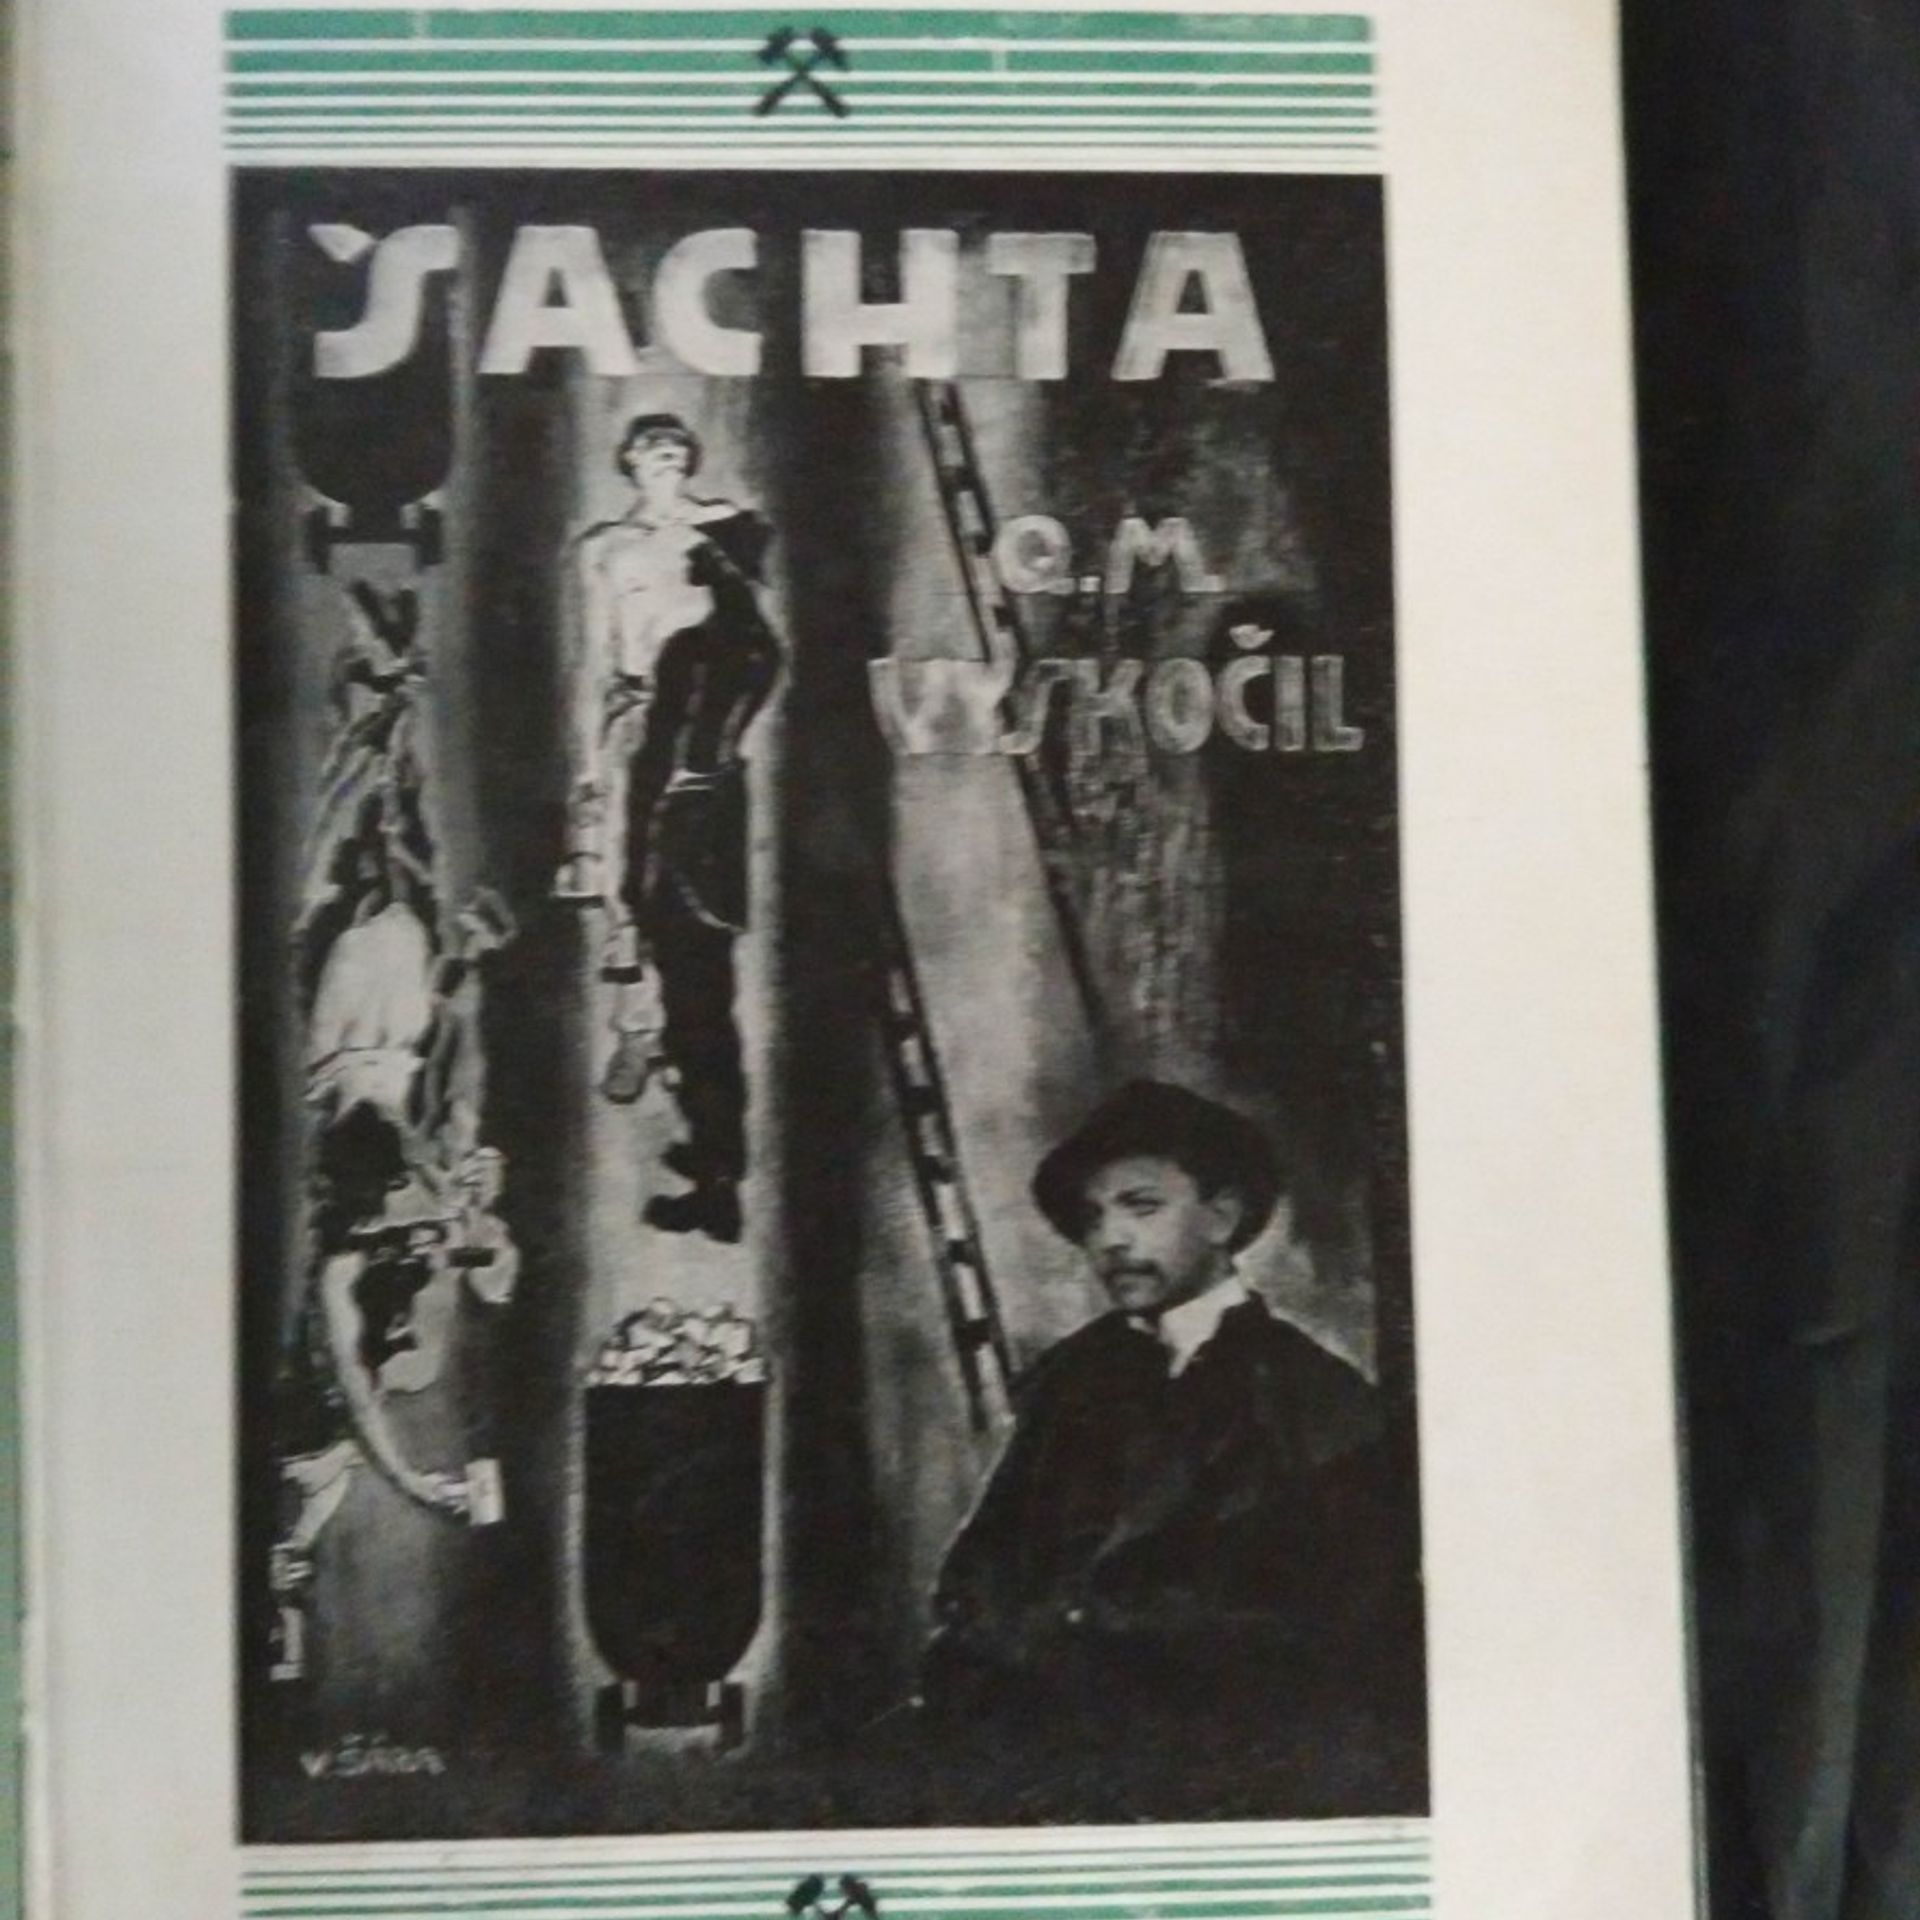 ŠACHTA
Q.M.
VYSKOČIL
V.ŠÁRA